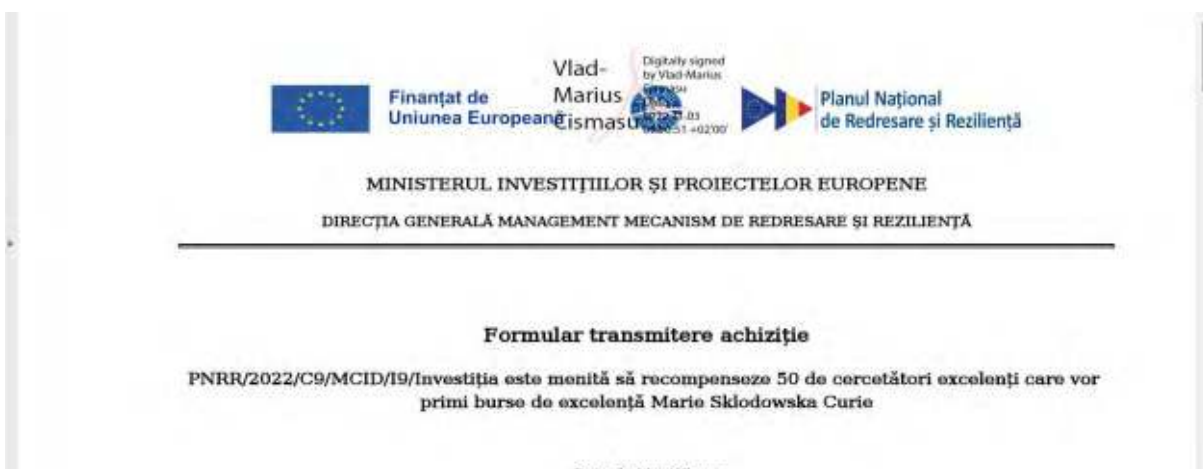 Finanțat de
Uniunea Europeană
Vlad-
Marius
Cismasu
Digitally signed
by Vlad-Marius
+02'00'
Planul Național
de Redresare și Reziliență
MINISTERUL INVESTIȚIILOR ȘI PROIECTELOR EUROPENE
DIRECȚIA GENERALĂ MANAGEMENT MECANISM DE REDRESARE ȘI REZILIENȚĂ
Formular transmitere achiziție
PNRR/2022/C9/MCID/I9/Investiția este menită să recompenseze 50 de cercetători excelenți care vor
primi burse de excelență Marie Sklodowska Curie